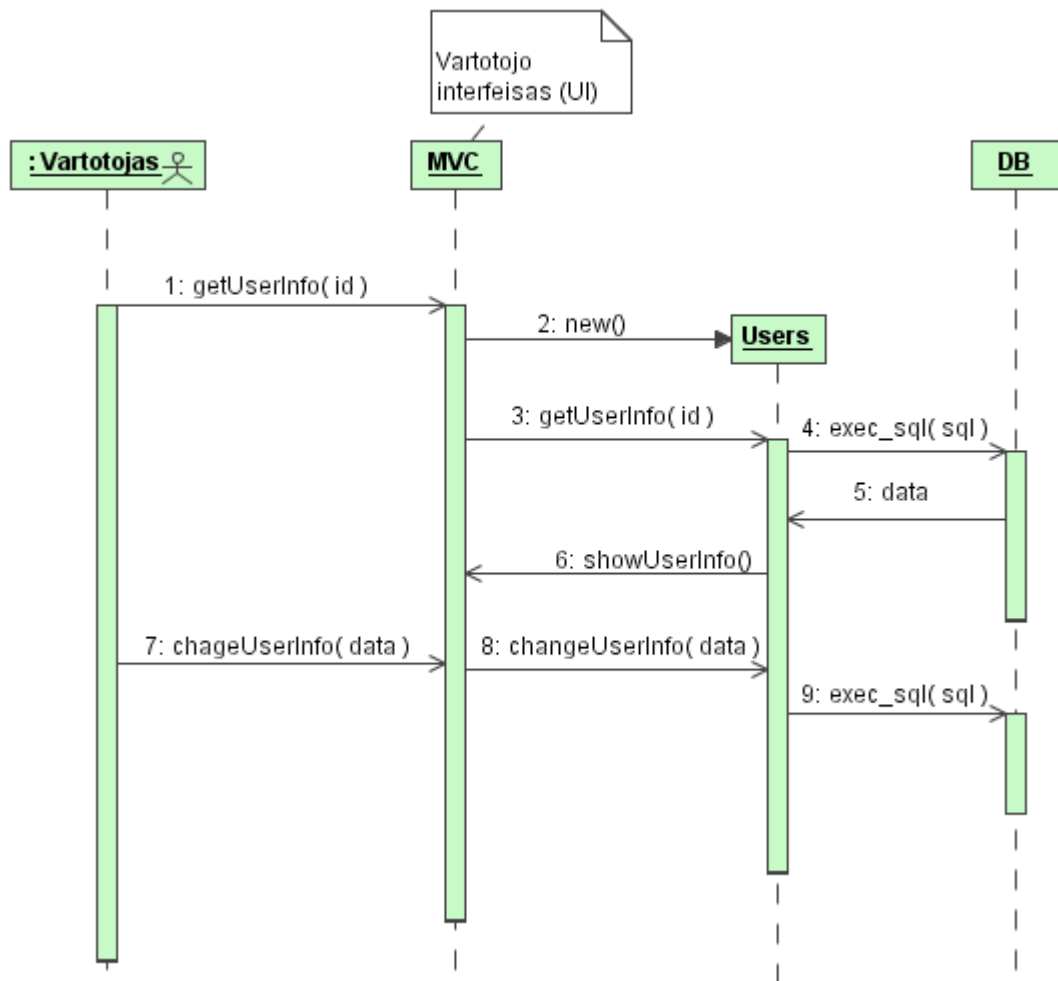 Vartotojo
interfeisas (UI)
: Vartotojas
MVC
DB
1: getUserInfo( id )
2: new()
Users
3: getUserInfo( id )
4: exec_sql( sql )
5: data
6: showUserInfo()
7: chageUserInfo( data )
8: changeUserInfo( data )
9: exec_sql( sql )